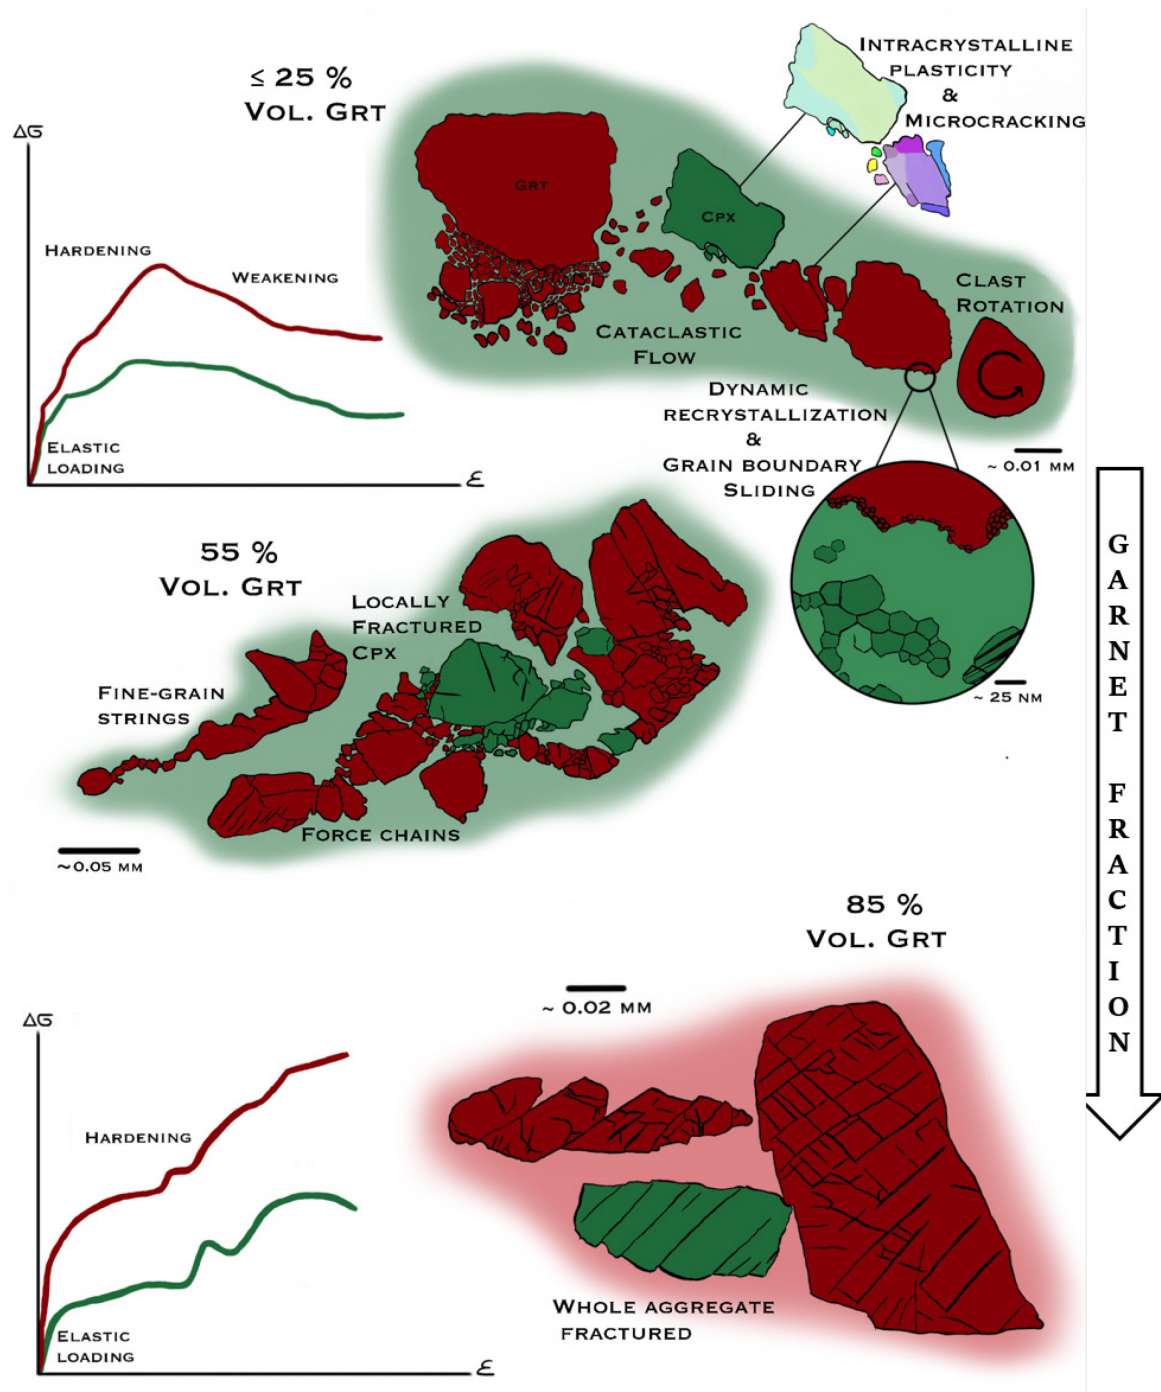 ≤ 25 %
VOL. GRT
INTRACRYSTALLINE
PLASTICITY
&
MICROCRACKING
ΔG
HARDENING
WEAKENING
ELASTIC
LOADING
ε
GRT
CPX
CATACLASTIC
FLOW
CLAST
ROTATION
DYNAMIC
RECRYSTALLIZATION
&
GRAIN BOUNDARY
SLIDING
~ 0.01 MM
~ 25 NM
55 %
VOL. GRT
LOCALLY
FRACTURED
CPX
FINE-GRAIN
STRINGS
FORCE CHAINS
~0.05 MM
GARNET FRACTION
85 %
VOL. GRT
~ 0.02 MM
ΔG
HARDENING
ELASTIC
LOADING
ε
WHOLE AGGREGATE
FRACTURED